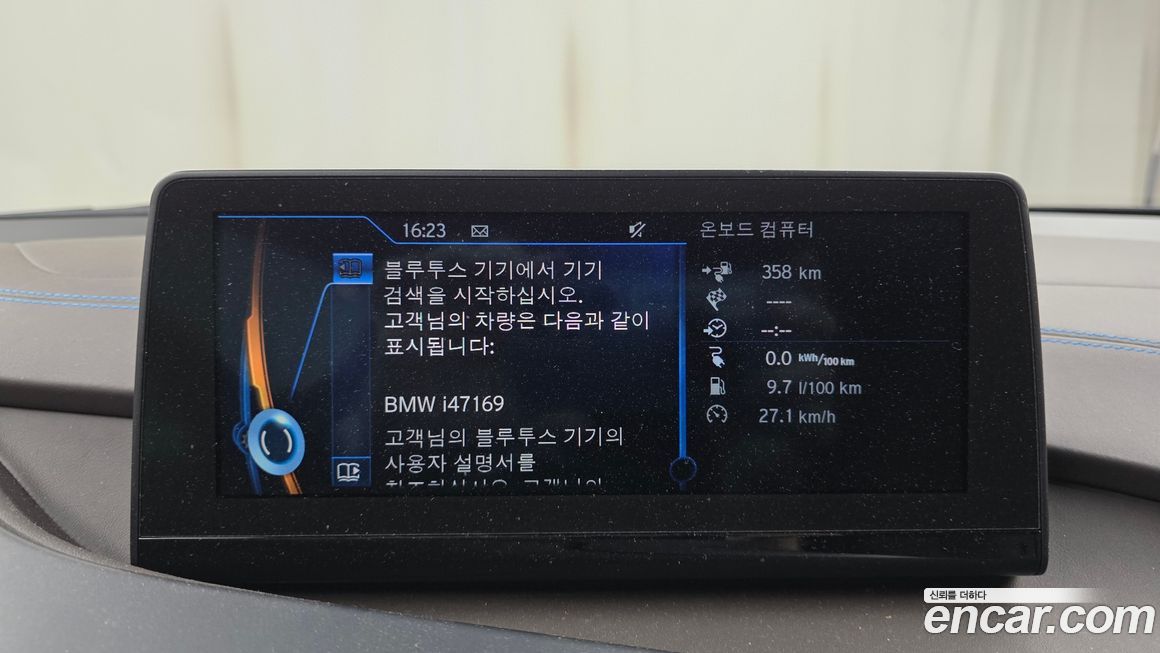 16:23
블루투스 기기에서 기기
검색을 시작하십시오.
고객님의 차량은 다음과 같이
표시됩니다:
BMW i47169
고객님의 블루투스 기기의
사용자 설명서를
온보드 컴퓨터
358 km
----
--:--
0.0 kWh/100 km
9.7 l/100 km
27.1 km/h
신뢰를 더하다
encar.com